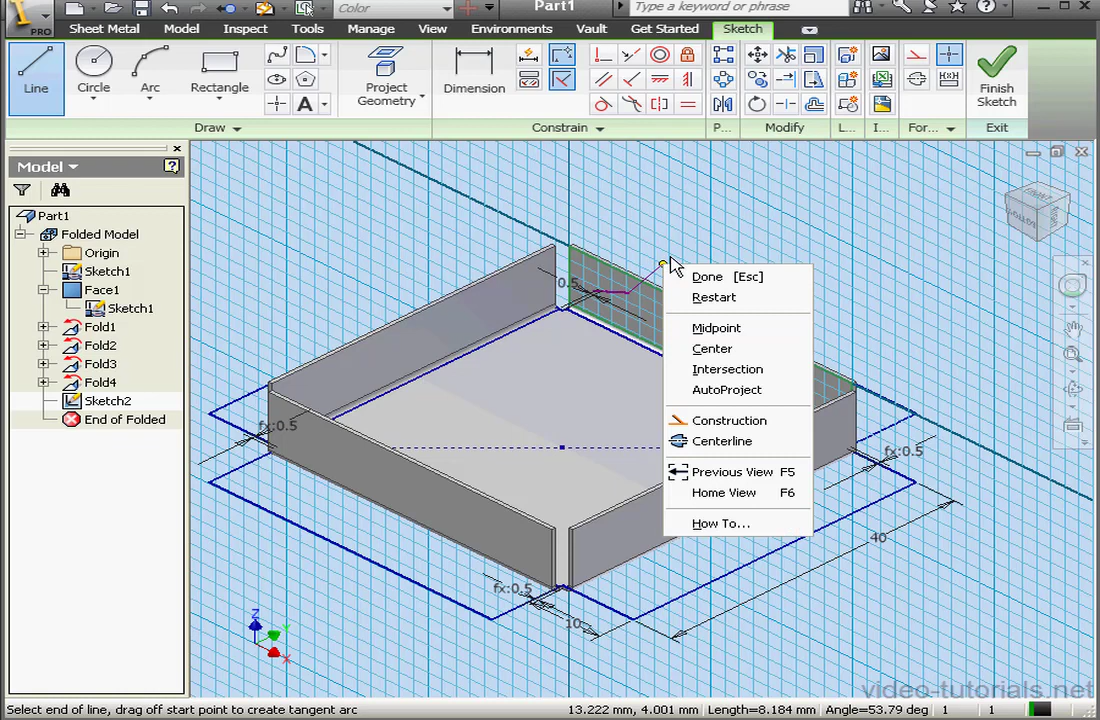 Color
Part1
Type a keyword or phrase
PRO
Sheet Metal
Model
Inspect
Tools
Manage
View
Environments
Vault
Get Started
Sketch
Line
Circle
Arc
Rectangle
A
Project
Geometry
Dimension
Finish
Sketch
Draw
Constrain
P...
Modify
L...
I...
For...
Exit
Model
Part1
Folded Model
Origin
Sketch1
Face1
Sketch1
Fold1
Fold2
Fold3
Fold4
Sketch2
End of Folded
FRONT
BOTTOM
0.5
fx:0.5
fx:0.5
fx:0.5
40
10
Z
Y
X
Done [Esc]
Restart
Midpoint
Center
Intersection
AutoProject
Construction
Centerline
Previous View F5
Home View F6
How To...
video-tutorials.net
Select end of line, drag off start point to create tangent arc
13.222 mm, 4.001 mm
Length=8.184 mm
Angle=53.79 deg
1
1